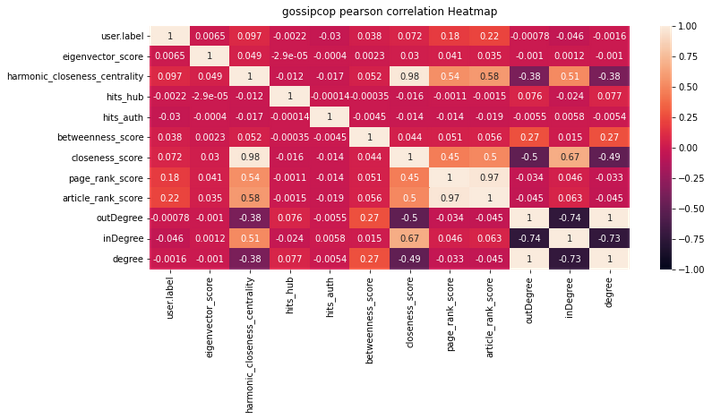 gossipcop pearson correlation Heatmap
user.label 1 0.0065 0.097 -0.0022 -0.03 0.038 0.072 0.18 0.22 -0.00078 -0.046 -0.0016
eigenvector_score 0.0065 1 0.049 -2.9e-05 -0.0004 0.0023 0.03 0.041 0.035 -0.001 0.0012 -0.001
harmonic_closeness_centrality 0.097 0.049 1 -0.012 -0.017 0.052 0.98 0.54 0.58 -0.38 0.51 -0.38
hits_hub -0.0022 -2.9e-05 -0.012 1 -0.00014 -0.00035 -0.016 -0.0011 -0.0015 0.076 -0.024 0.077
hits_auth -0.03 -0.0004 -0.017 -0.00014 1 -0.0045 -0.014 -0.014 -0.019 -0.0055 0.0058 -0.0054
betweenness_score 0.038 0.0023 0.052 -0.00035 -0.0045 1 0.044 0.051 0.056 0.27 0.015 0.27
closeness_score 0.072 0.03 0.98 -0.016 -0.014 0.044 1 0.45 0.5 -0.5 0.67 -0.49
page_rank_score 0.18 0.041 0.54 -0.0011 -0.014 0.051 0.45 1 0.97 -0.034 0.046 -0.033
article_rank_score 0.22 0.035 0.58 -0.0015 -0.019 0.056 0.5 0.97 1 -0.045 0.063 -0.045
outDegree -0.00078 -0.001 -0.38 0.076 -0.0055 0.27 -0.5 -0.034 -0.045 1 -0.74 1
inDegree -0.046 0.0012 0.51 -0.024 0.0058 0.015 0.67 0.046 0.063 -0.74 1 -0.73
degree -0.0016 -0.001 -0.38 0.077 -0.0054 0.27 -0.49 -0.033 -0.045 1 -0.73 1
user.label
eigenvector_score
harmonic_closeness_centrality
hits_hub
hits_auth
betweenness_score
closeness_score
page_rank_score
article_rank_score
outDegree
inDegree
degree
1.00
0.75
0.50
0.25
0.00
-0.25
-0.50
-0.75
-1.00